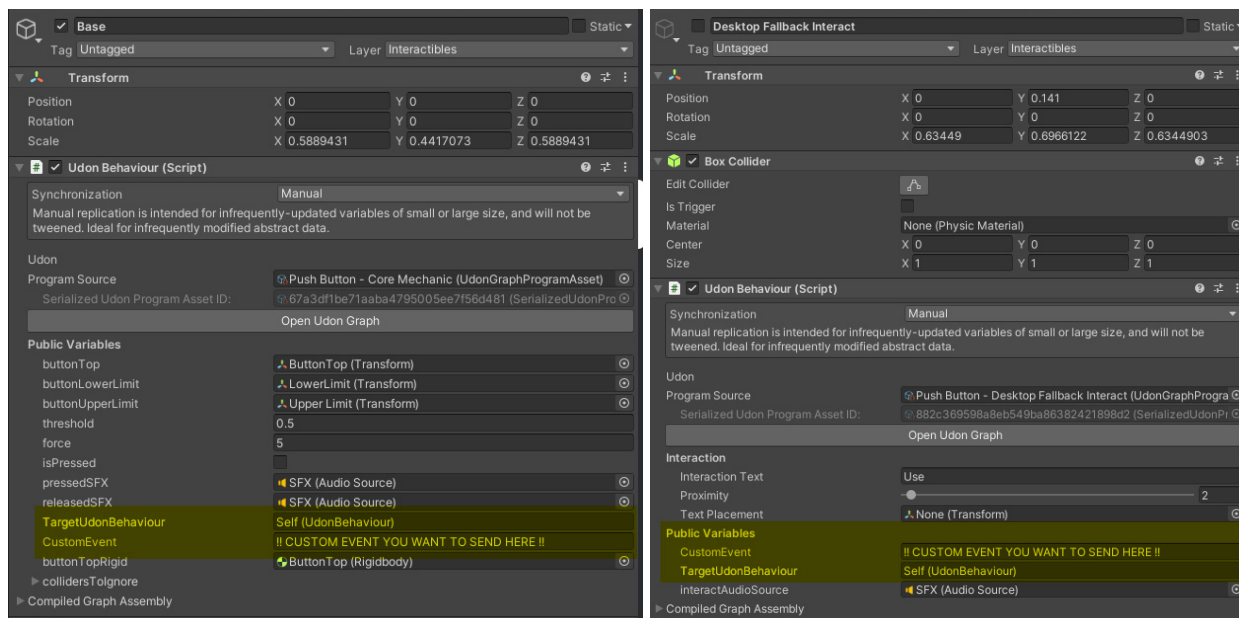 Base
Static
Tag Untagged
Layer Interactibles
Transform
Position X 0 Y 0 Z 0
Rotation X 0 Y 0 Z 0
Scale X 0.5889431 Y 0.4417073 Z 0.5889431
Udon Behaviour (Script)
Synchronization Manual
Manual replication is intended for infrequently-updated variables of small or large size, and will not be
tweened. Ideal for infrequently modified abstract data.
Udon
Program Source Push Button - Core Mechanic (UdonGraphProgramAsset)
Serialized Udon Program Asset ID: 67a3df1be71aaba4795005ee7f56d481 (SerializedUdonPro
Open Udon Graph
Public Variables
buttonTop ButtonTop (Transform)
buttonLowerLimit LowerLimit (Transform)
buttonUpperLimit Upper Limit (Transform)
threshold 0.5
force 5
isPressed
pressedSFX SFX (Audio Source)
releasedSFX SFX (Audio Source)
TargetUdonBehaviour Self (UdonBehaviour)
CustomEvent !! CUSTOM EVENT YOU WANT TO SEND HERE !!
buttonTopRigid ButtonTop (Rigidbody)
collidersToIgnore
Compiled Graph Assembly
Desktop Fallback Interact
Static
Tag Untagged
Layer Interactibles
Transform
Position X 0 Y 0.141 Z 0
Rotation X 0 Y 0 Z 0
Scale X 0.63449 Y 0.6966122 Z 0.6344903
Box Collider
Edit Collider
Is Trigger
Material None (Physic Material)
Center X 0 Y 0 Z 0
Size X 1 Y 1 Z 1
Udon Behaviour (Script)
Synchronization Manual
Manual replication is intended for infrequently-updated variables of small or large size, and will not be
tweened. Ideal for infrequently modified abstract data.
Udon
Program Source Push Button - Desktop Fallback Interact (UdonGraphProgra
Serialized Udon Program Asset ID: 882c369598a8eb549ba86382421898d2 (SerializedUdonPr
Open Udon Graph
Interaction
Interaction Text Use
Proximity 2
Text Placement None (Transform)
Public Variables
CustomEvent !! CUSTOM EVENT YOU WANT TO SEND HERE !!
TargetUdonBehaviour Self (UdonBehaviour)
interactAudioSource SFX (Audio Source)
Compiled Graph Assembly